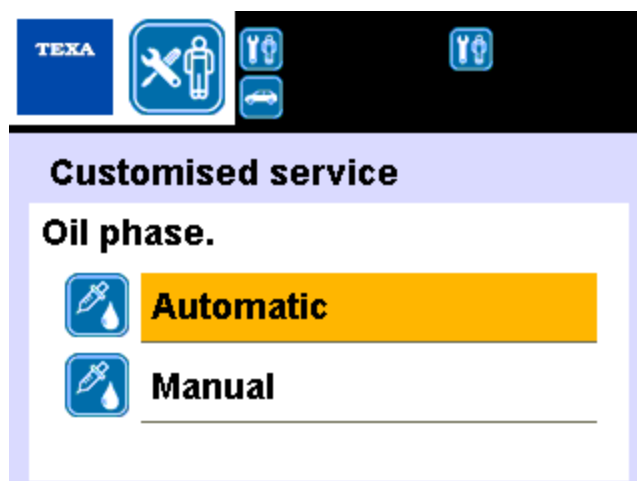 TEXA
Customised service
Oil phase.
Automatic
Manual